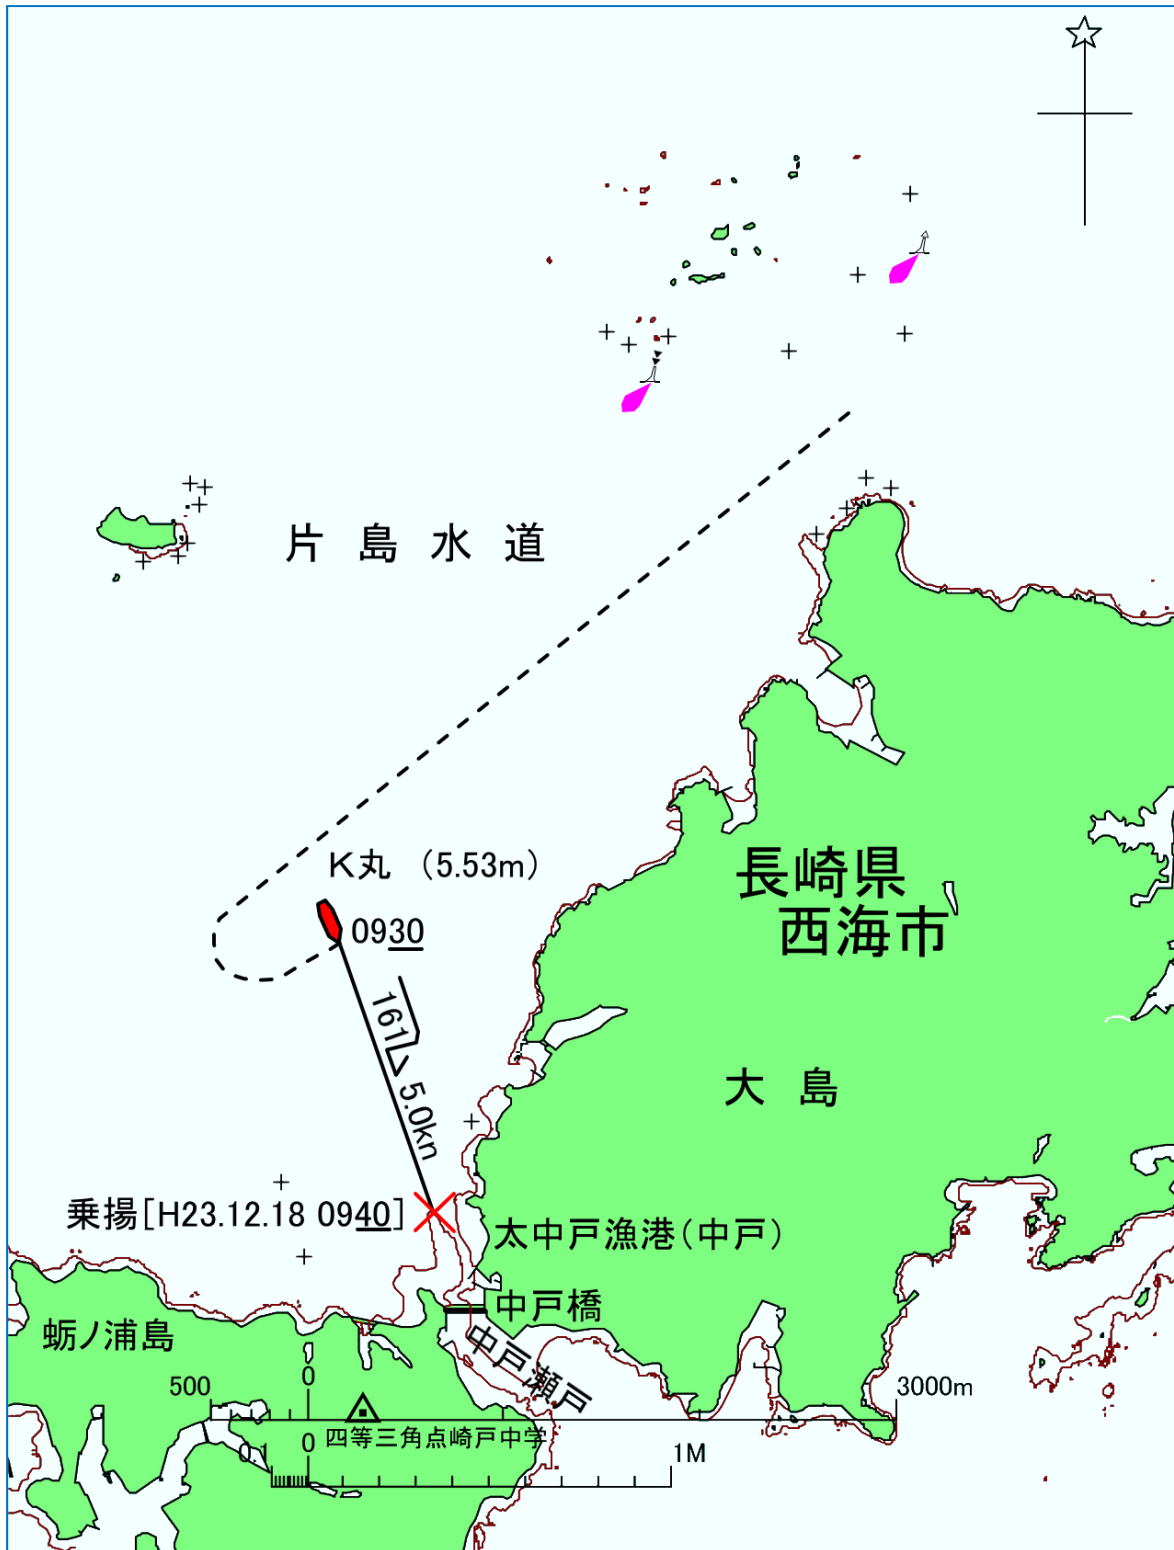 片島水道
K丸 (5.53m)
0930
161 5.0kn
長崎県
西海市
大島
乗揚[H23.12.18 0940]
太中戸漁港(中戸)
中戸橋
中戸瀬戸
蛎ノ浦島
500
0
3000m
四等三角点崎戸中学
0.1
0
1M